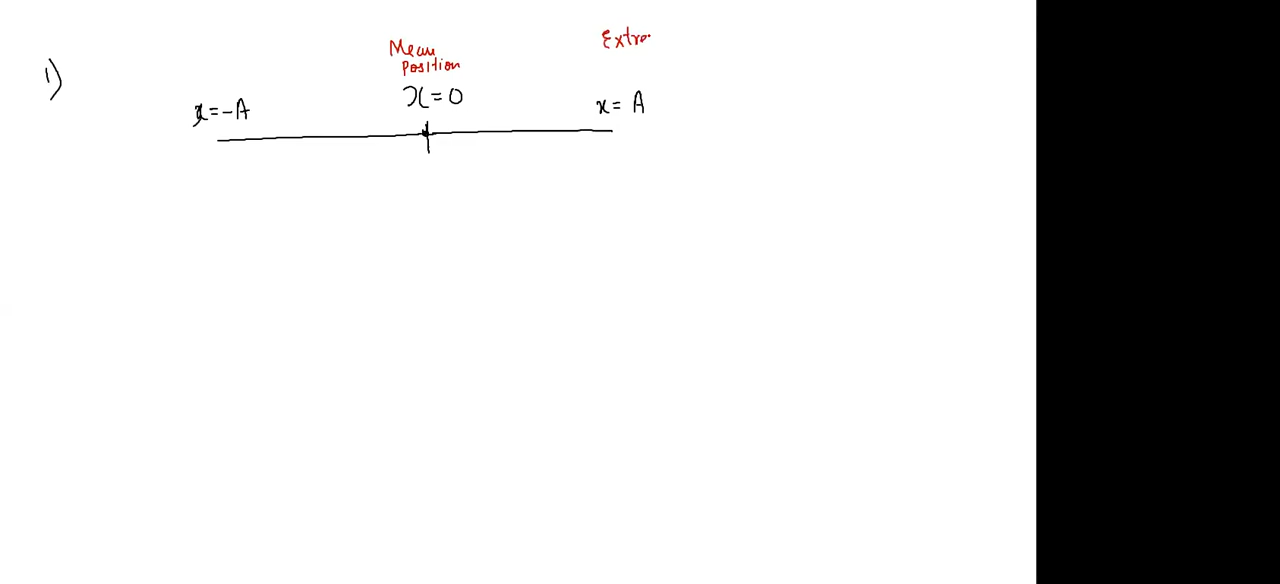 1)
Mean
Position
Extre
x=-A
x=0
x= A